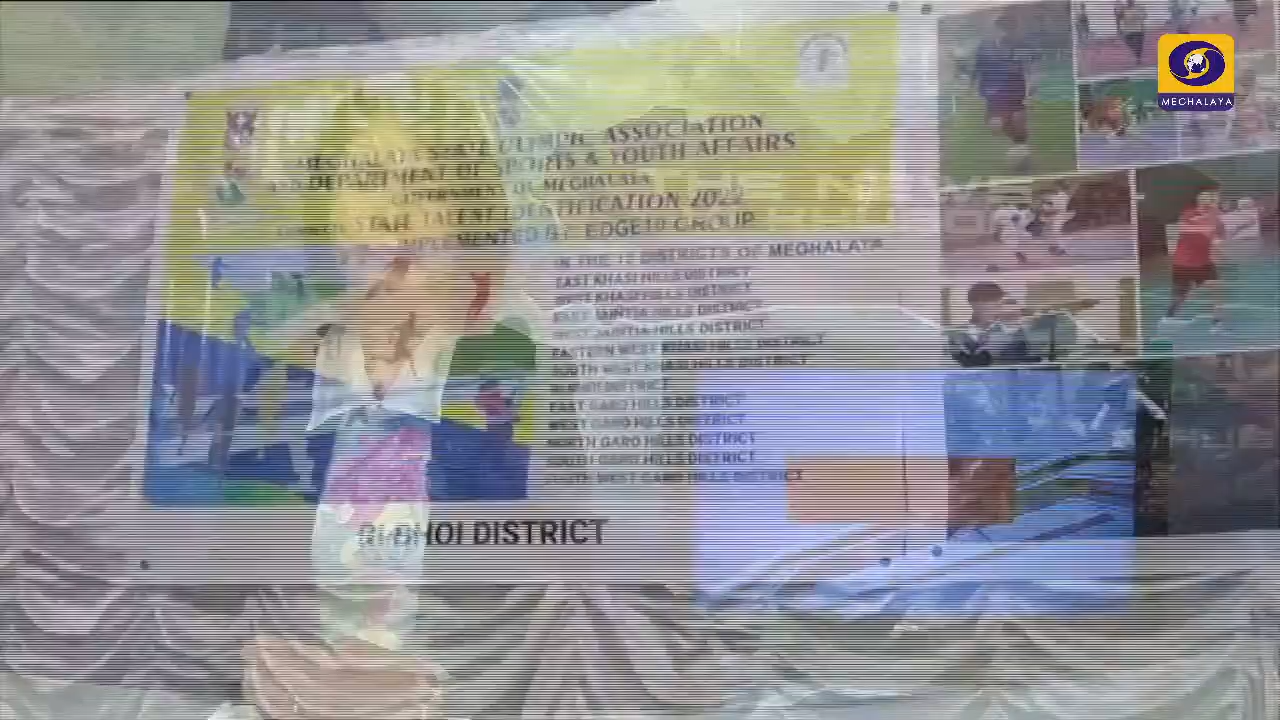 MEGHALAYA
MEGHALAYA STATE OLYMPIC ASSOCIATION
DEPARTMENT OF SPORTS & YOUTH AFFAIRS
GOVERNMENT OF MEGHALAYA
STATE TALENT IDENTIFICATION 2022
IMPLEMENTED BY EDGE10 GROUP
IN THE 12 DISTRICTS OF MEGHALAYA
EAST KHASI HILLS DISTRICT
WEST KHASI HILLS DISTRICT
EAST JAINTIA HILLS DISTRICT
WEST JAINTIA HILLS DISTRICT
EASTERN WEST KHASI HILLS DISTRICT
SOUTH WEST KHASI HILLS DISTRICT
RI-BHOI DISTRICT
EAST GARO HILLS DISTRICT
WEST GARO HILLS DISTRICT
NORTH GARO HILLS DISTRICT
SOUTH GARO HILLS DISTRICT
SOUTH WEST GARO HILLS DISTRICT
RI-BHOI DISTRICT